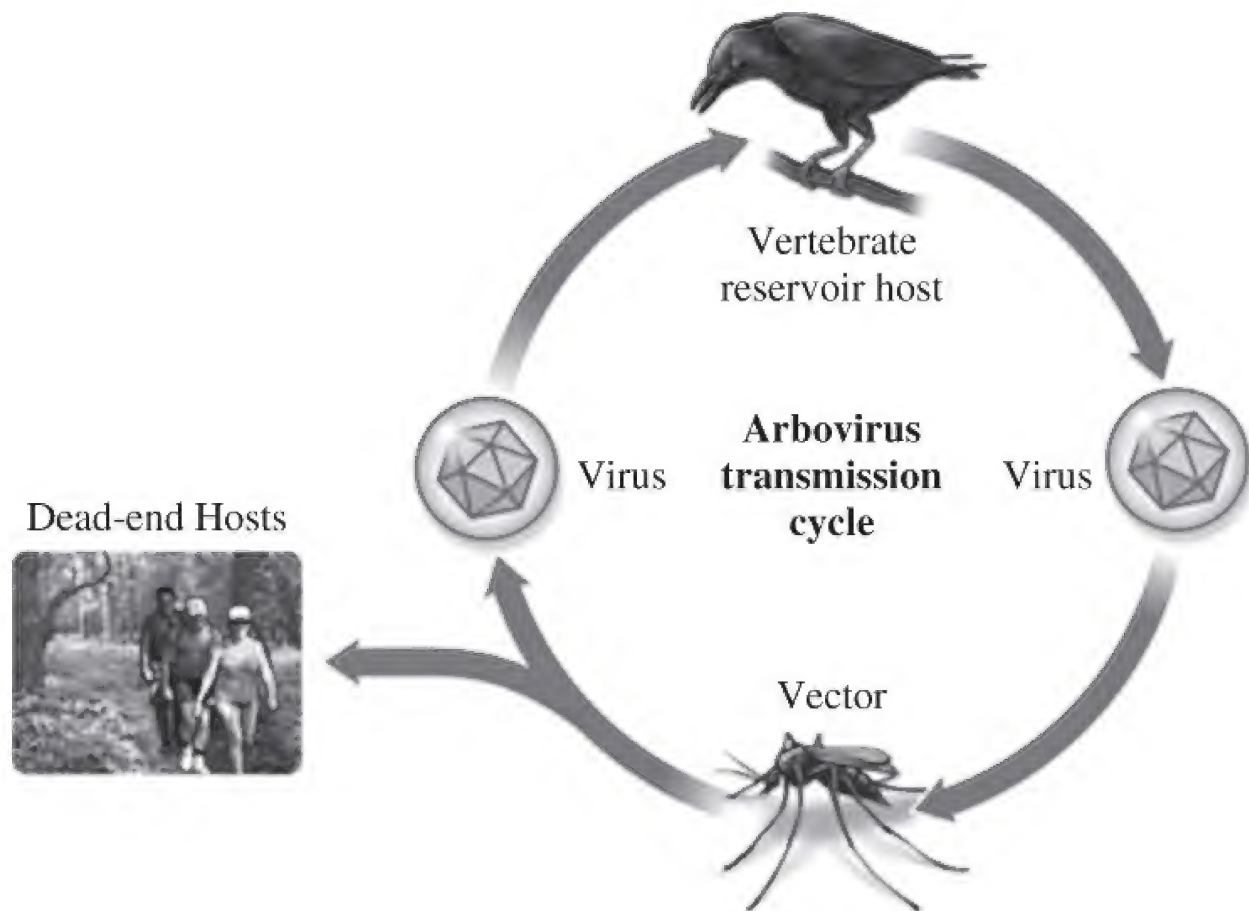 Vertebrate
reservoir host
Virus
Arbovirus
transmission
cycle
Virus
Dead-end Hosts
Vector